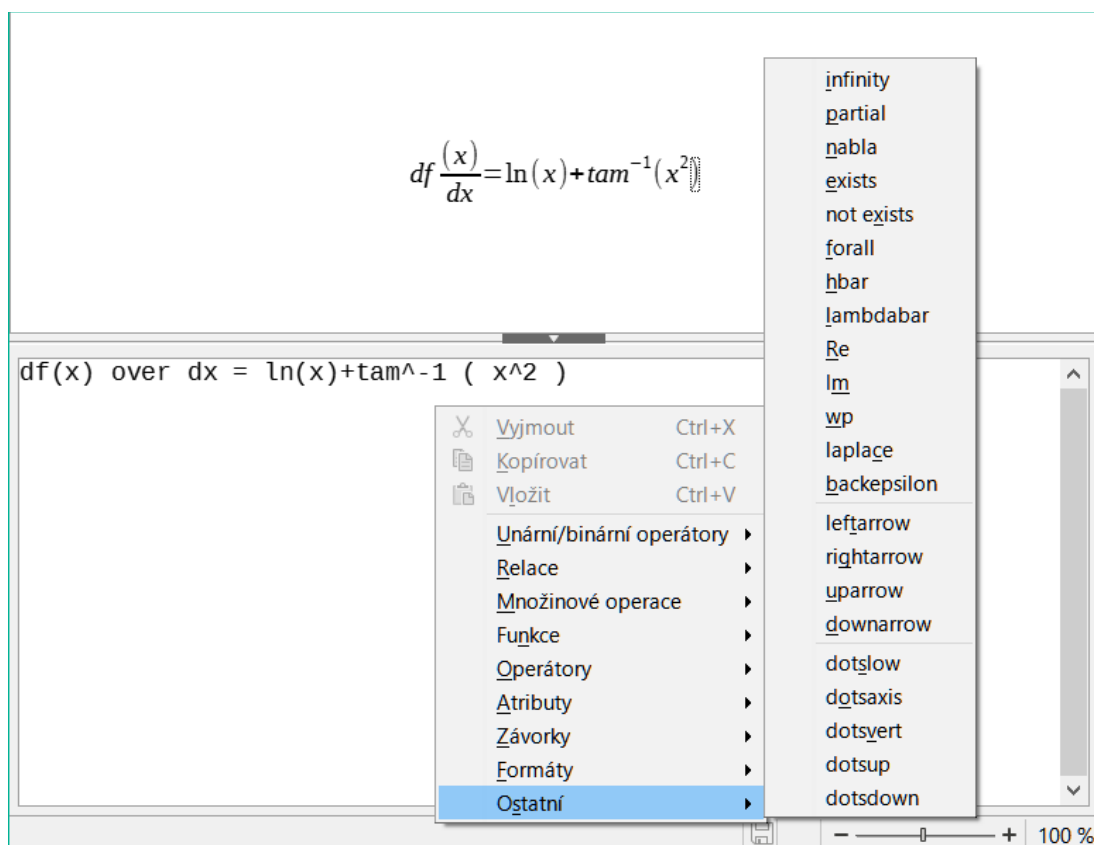 df (x)/dx=ln(x)+tam⁻¹(x²)
df(x) over dx = ln(x)+tam^-1 ( x^2 )
Vyjmout Ctrl+X
Kopírovat Ctrl+C
Vložit Ctrl+V
Unární/binární operátory
Relace
Množinové operace
Funkce
Operátory
Atributy
Závorky
Formáty
Ostatní
infinity
partial
nabla
exists
not exists
forall
hbar
lambdabar
Re
Im
wp
laplace
backepsilon
leftarrow
rightarrow
uparrow
downarrow
dotslow
dotsaxis
dotsvert
dotsup
dotsdown
100 %